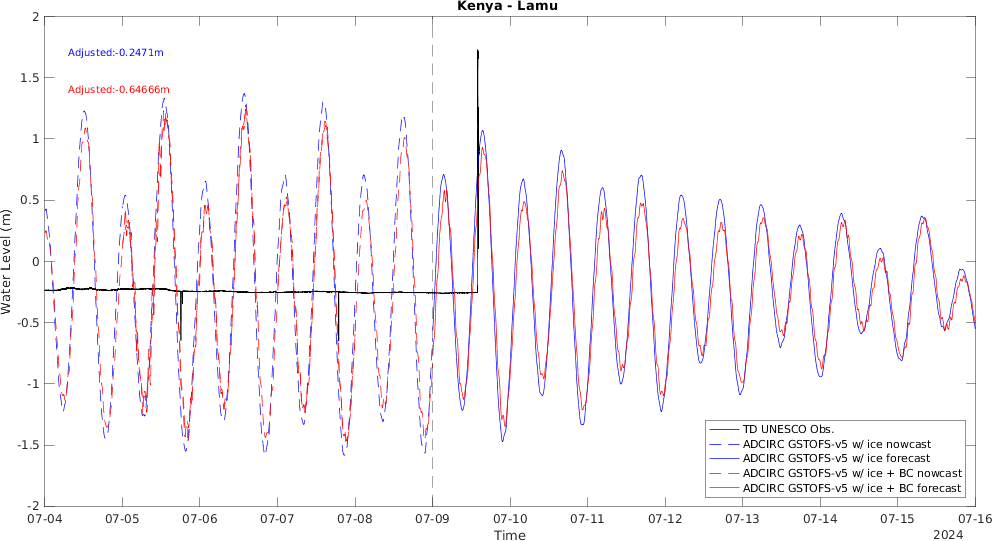 Kenya - Lamu
2
1.5
1
0.5
0
-0.5
-1
-1.5
-2
Water Level (m)
Adjusted:-0.2471m
Adjusted:-0.64666m
TD UNESCO Obs.
ADCIRC GSTOFS-v5 w/ ice nowcast
ADCIRC GSTOFS-v5 w/ ice forecast
ADCIRC GSTOFS-v5 w/ ice + BC nowcast
ADCIRC GSTOFS-v5 w/ ice + BC forecast
07-04 07-05 07-06 07-07 07-08 07-09 07-10 07-11 07-12 07-13 07-14 07-15 07-16
Time
2024